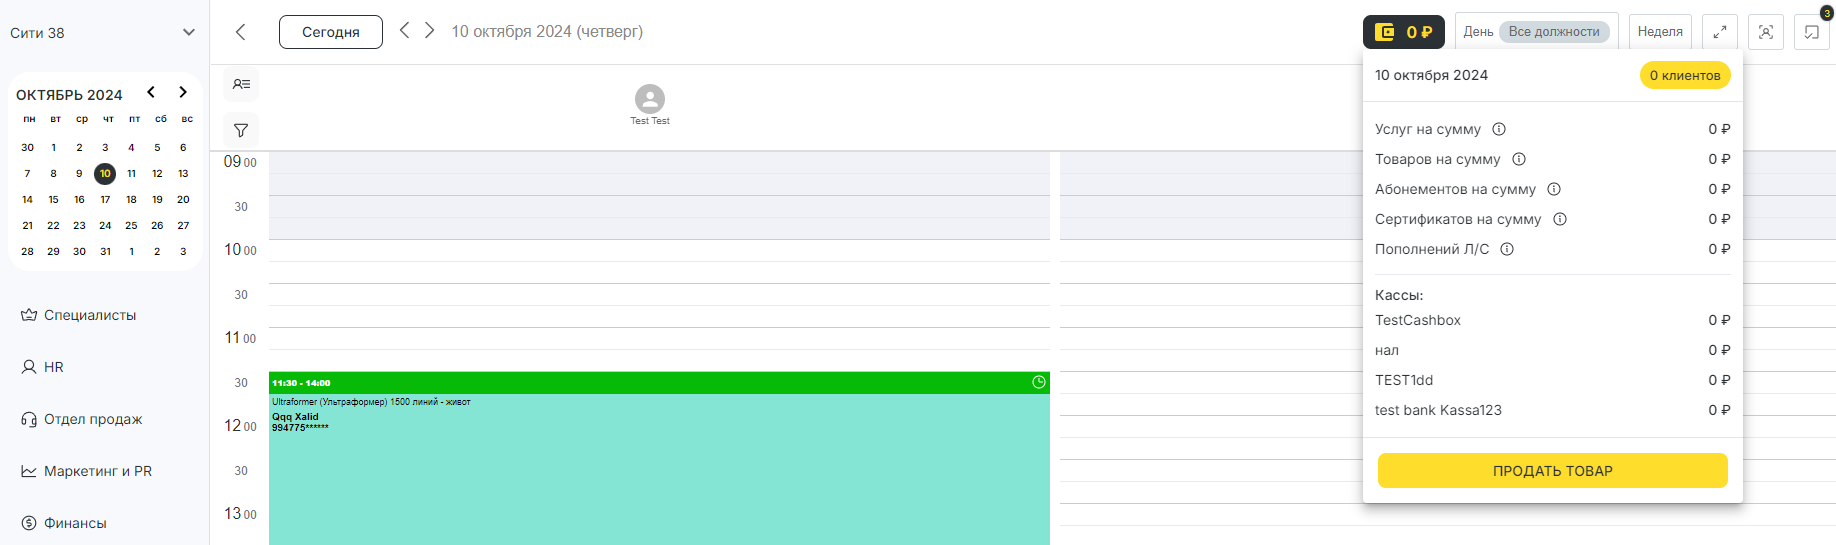 Сити 38
Сегодня
10 октября 2024 (четверг)
0 ₽
День
Все должности
Неделя
3
ОКТЯБРЬ 2024
пн вт ср чт пт сб вс
30 1 2 3 4 5 6
7 8 9 10 11 12 13
14 15 16 17 18 19 20
21 22 23 24 25 26 27
28 29 30 31 1 2 3
Специалисты
HR
Отдел продаж
Маркетинг и PR
Финансы
Test Test
09 00
30
10 00
30
11 00
30
12 00
30
13 00
11:30 - 14:00
Ultraformer (Ультраформер) 1500 линий - живот
Qqq Xalid
994775******
10 октября 2024
0 клиентов
Услуг на сумму 0 ₽
Товаров на сумму 0 ₽
Абонементов на сумму 0 ₽
Сертификатов на сумму 0 ₽
Пополнений Л/С 0 ₽
Кассы:
TestCashbox 0 ₽
нал 0 ₽
TEST1dd 0 ₽
test bank Kassa123 0 ₽
ПРОДАТЬ ТОВАР